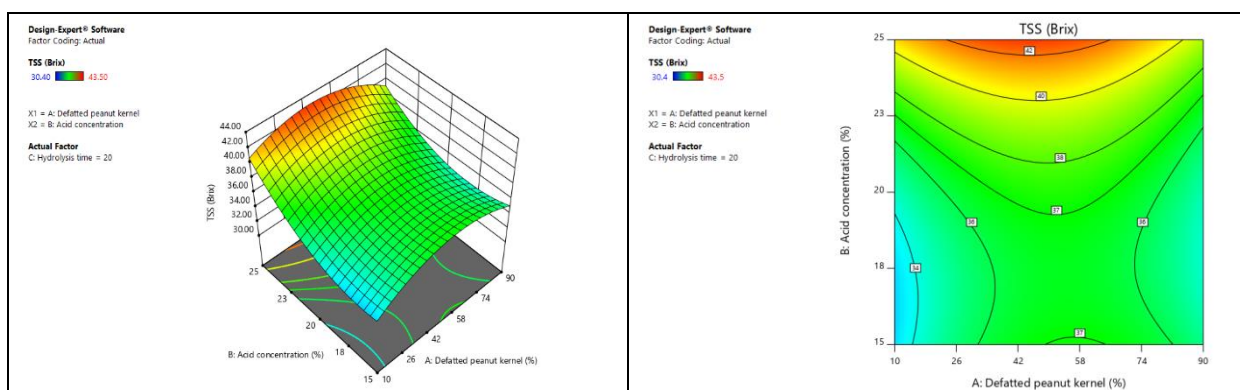 Design-Expert® Software
Factor Coding: Actual
TSS (Brix)
30.40 43.50
X1 = A: Defatted peanut kernel
X2 = B: Acid concentration
Actual Factor
C: Hydrolysis time = 20
44.00
42.00
40.00
38.00
36.00
34.00
32.00
30.00
TSS (Brix)
25
23
20
18
15
B: Acid concentration (%)
10
26
42
58
74
90
A: Defatted peanut kernel (%)
Design-Expert® Software
Factor Coding: Actual
TSS (Brix)
30.4 43.5
X1 = A: Defatted peanut kernel
X2 = B: Acid concentration
Actual Factor
C: Hydrolysis time = 20
TSS (Brix)
25
23
20
18
15
B: Acid concentration (%)
42
40
38
37
36
36
34
37
10 26 42 58 74 90
A: Defatted peanut kernel (%)